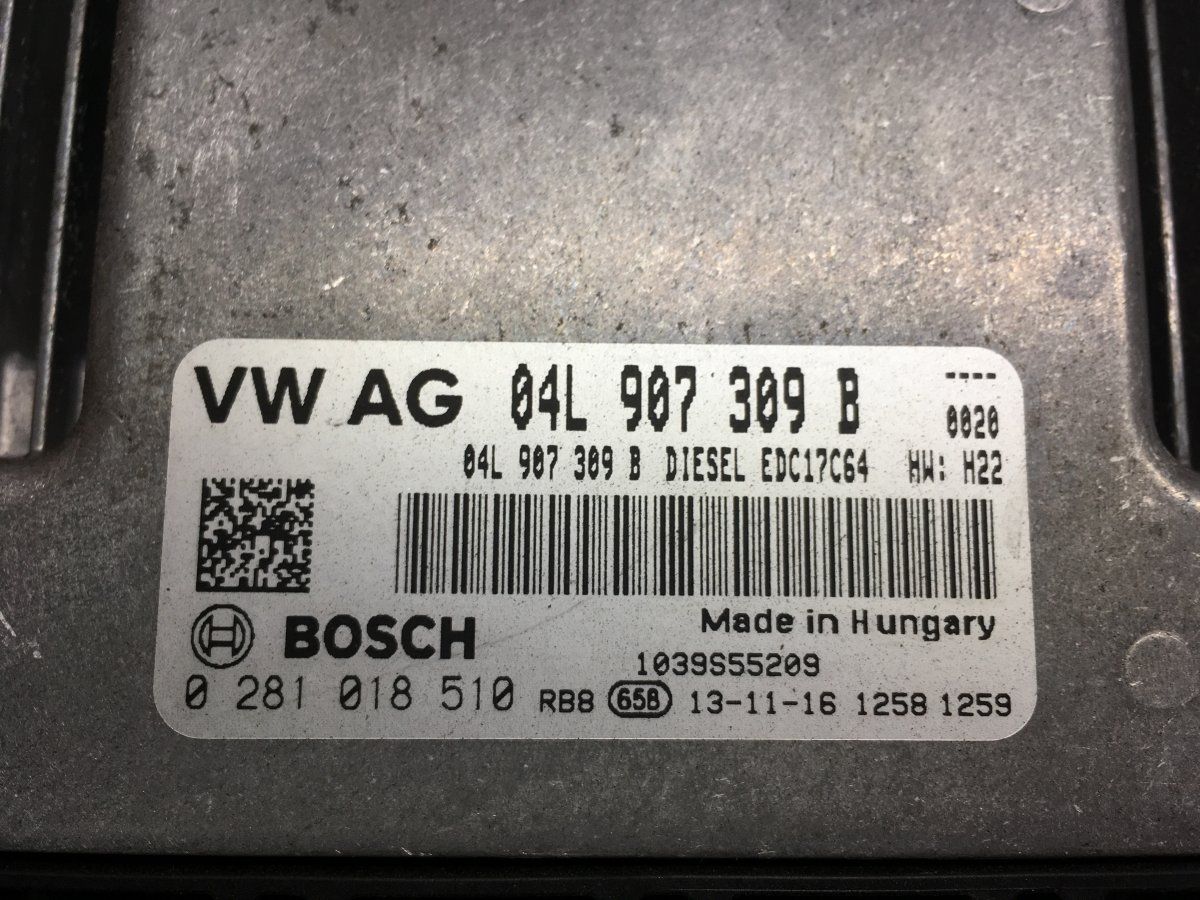 VW AG 04L 907 309 B ----
0020
04L 907 309 B DIESEL EDC17C64 HW: H22
Made in Hungary
BOSCH
1039S55209
0 281 018 510 RB8 65B 13-11-16 1258 1259